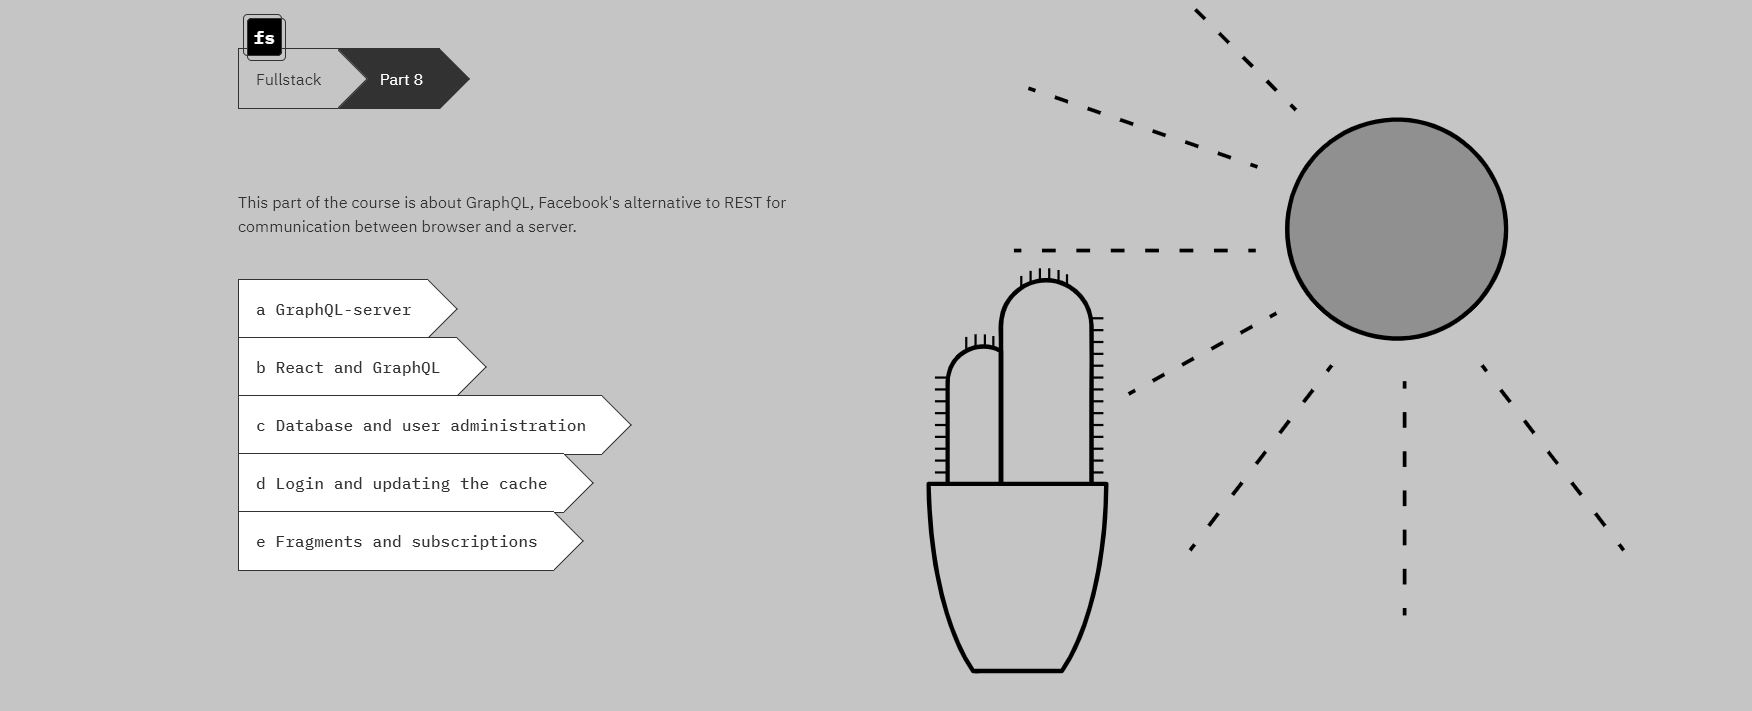 fs
Fullstack
Part 8
This part of the course is about GraphQL, Facebook's alternative to REST for
communication between browser and a server.
a GraphQL-server
b React and GraphQL
c Database and user administration
d Login and updating the cache
e Fragments and subscriptions